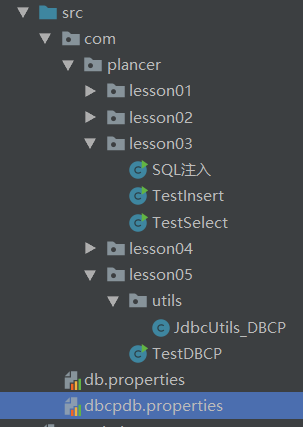 src
com
plancer
lesson01
lesson02
lesson03
SQL注入
TestInsert
TestSelect
lesson04
lesson05
utils
JdbcUtils_DBCP
TestDBCP
db.properties
dbcpdb.properties